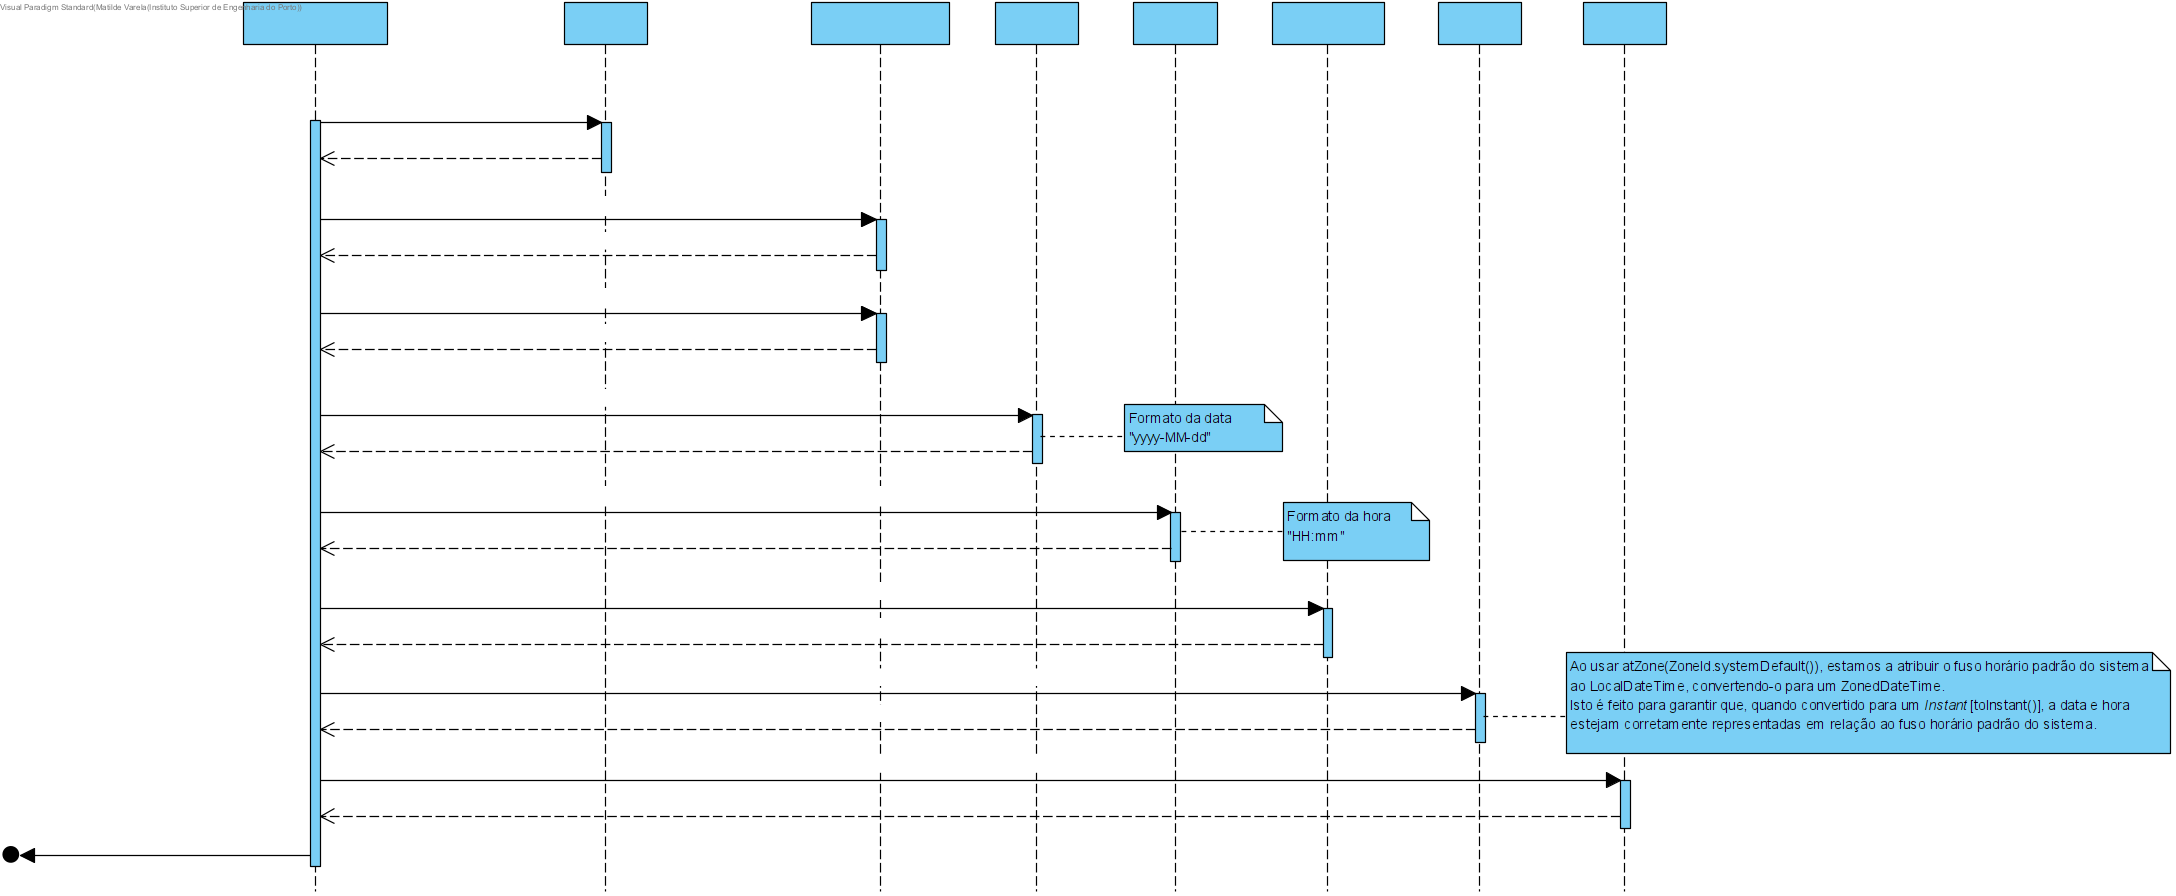 Visual Paradigm Standard(Matilde Varela(Instituto Superior de Engenharia do Porto))
Formato da data
"yyyy-MM-dd"
Formato da hora
"HH:mm"
Ao usar atZone(ZoneId.systemDefault()), estamos a atribuir o fuso horário padrão do sistema
ao LocalDateTime, convertendo-o para um ZonedDateTime.
Isto é feito para garantir que, quando convertido para um Instant [toInstant()], a data e hora
estejam corretamente representadas em relação ao fuso horário padrão do sistema.